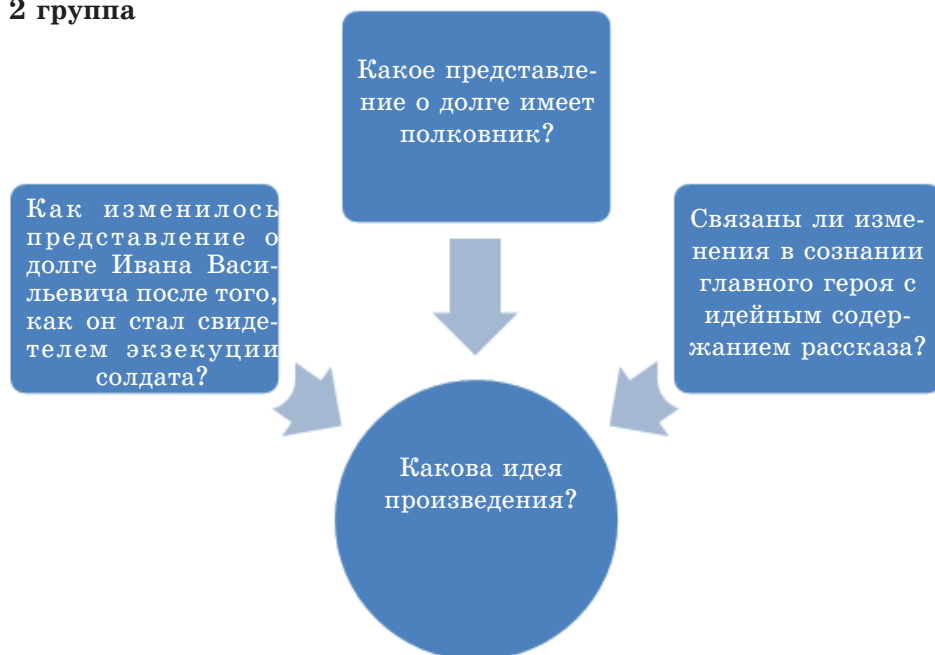 2 группа
Какое представле-
ние о долге имеет
полковник?
Как изменилось
представление о
долге Ивана Васи-
льевича после того,
как он стал свиде-
телем экзекуции
солдата?
Связаны ли изме-
нения в сознании
главного героя с
идейным содер-
жанием рассказа?
Какова идея
произведения?